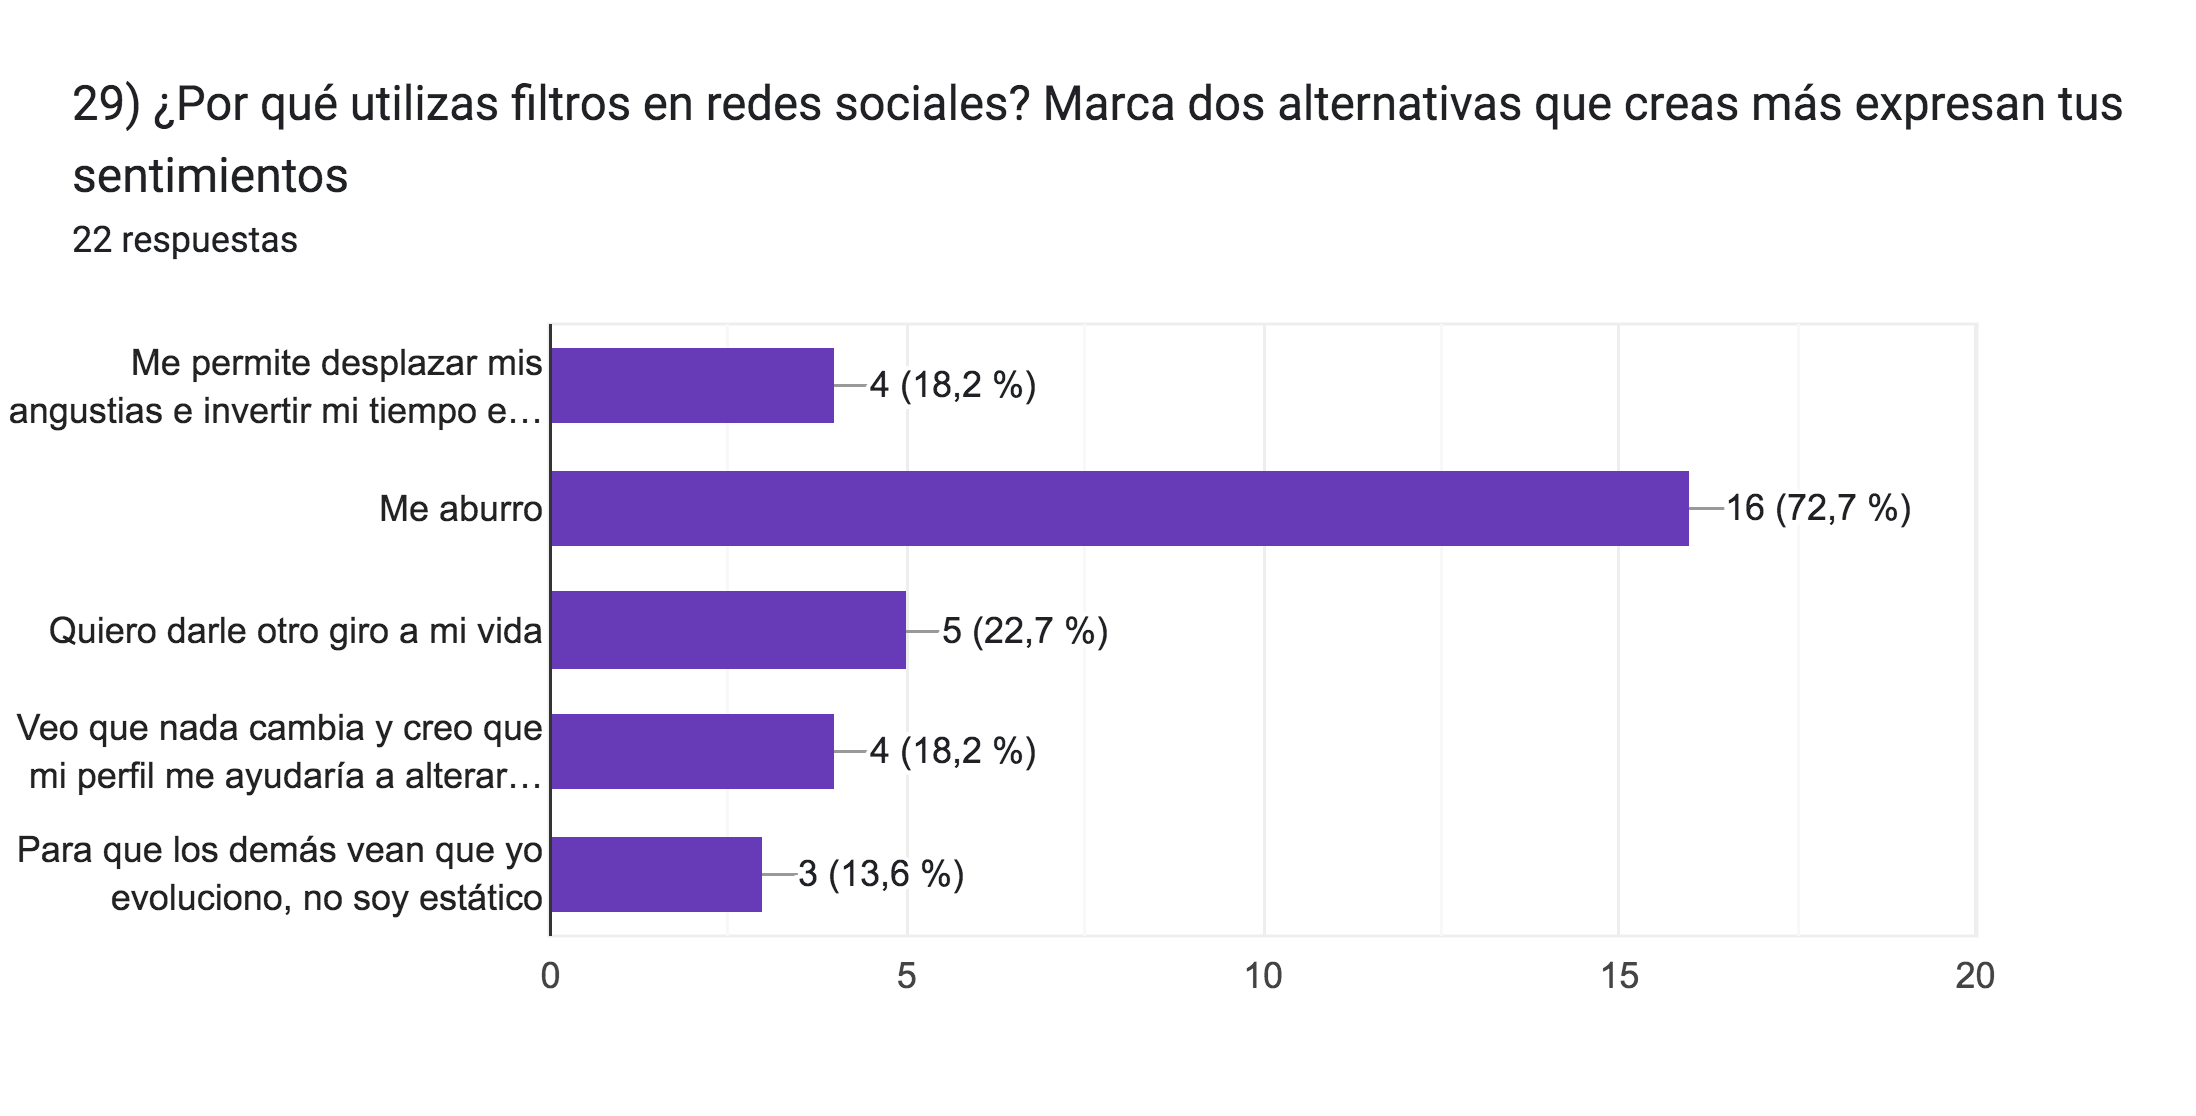 29) ¿Por qué utilizas filtros en redes sociales? Marca dos alternativas que creas más expresan tus
sentimientos
22 respuestas
Me permite desplazar mis
angustias e invertir mi tiempo e…
4 (18,2 %)
Me aburro
16 (72,7 %)
Quiero darle otro giro a mi vida
5 (22,7 %)
Veo que nada cambia y creo que
mi perfil me ayudaría a alterar…
4 (18,2 %)
Para que los demás vean que yo
evoluciono, no soy estático
3 (13,6 %)
0 5 10 15 20